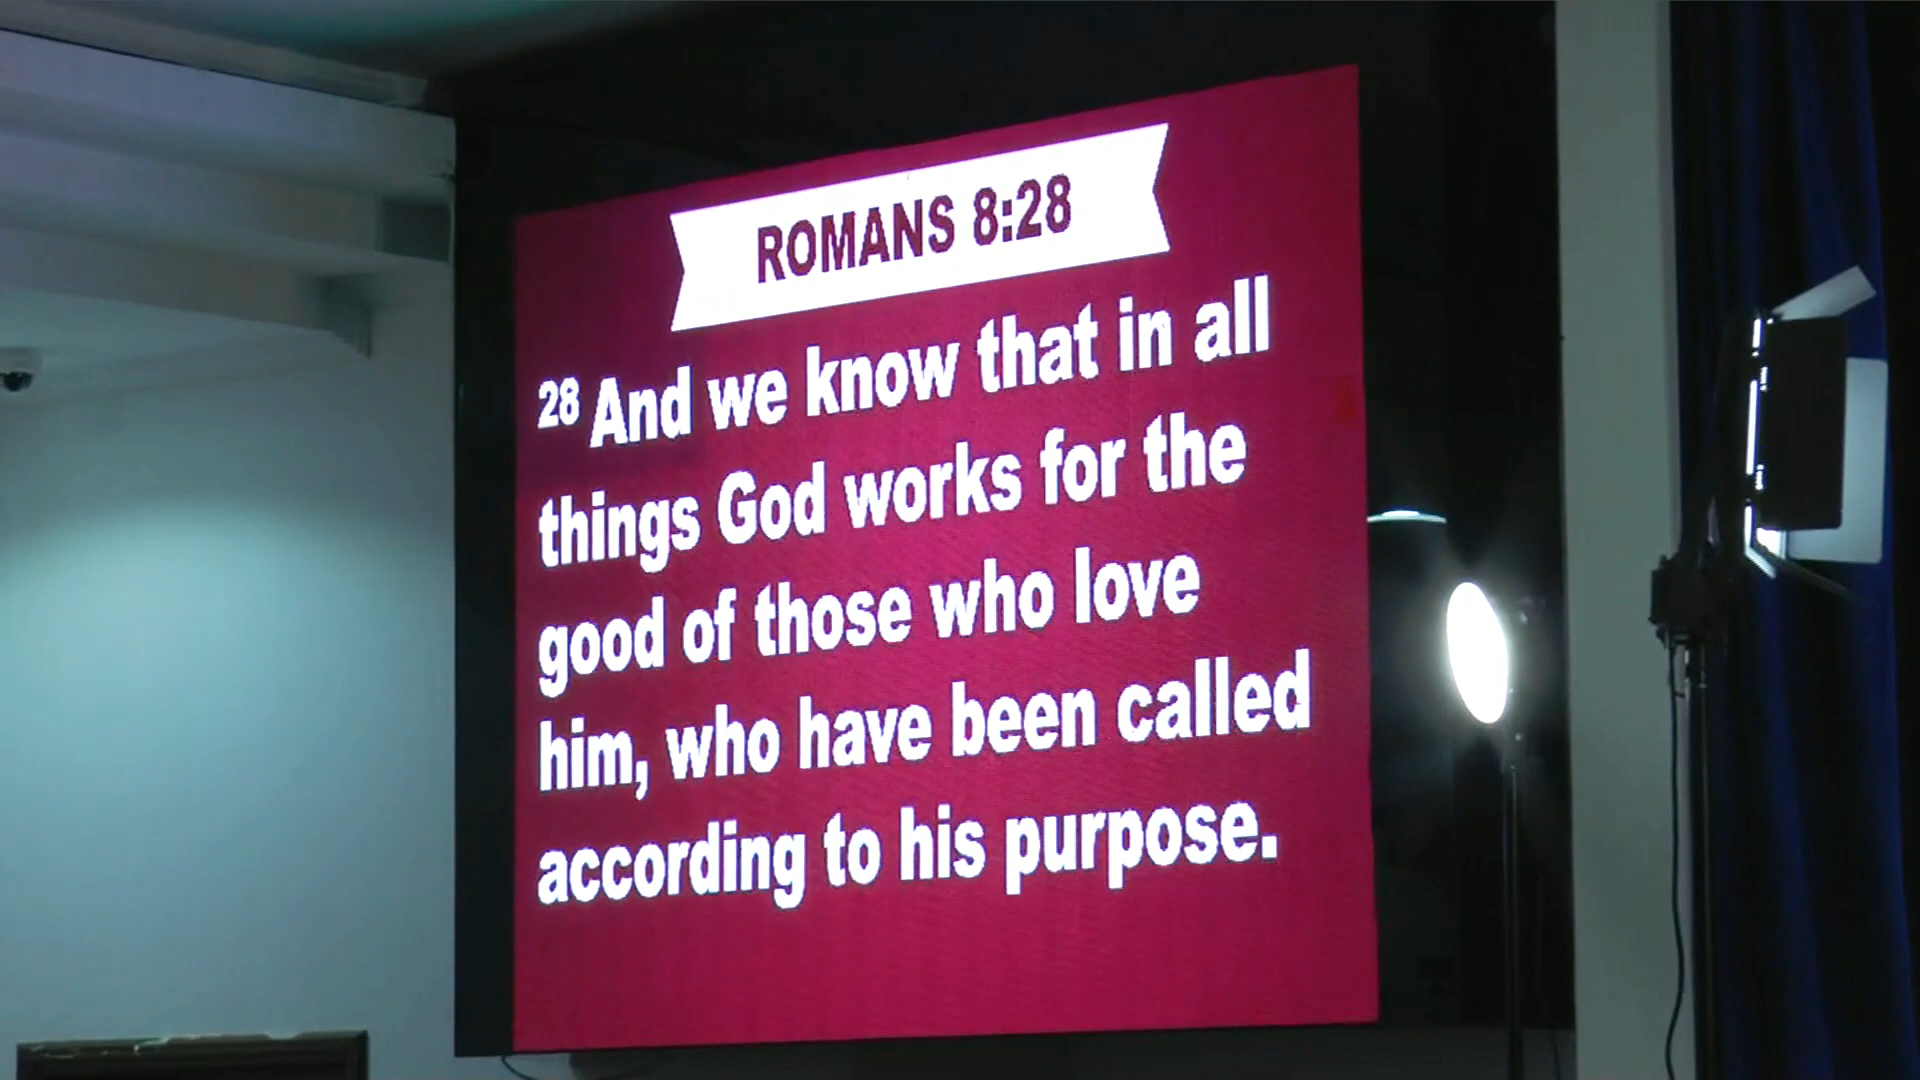 ROMANS 8:28
28 And we know that in all
things God works for the
good of those who love
him, who have been called
according to his purpose.